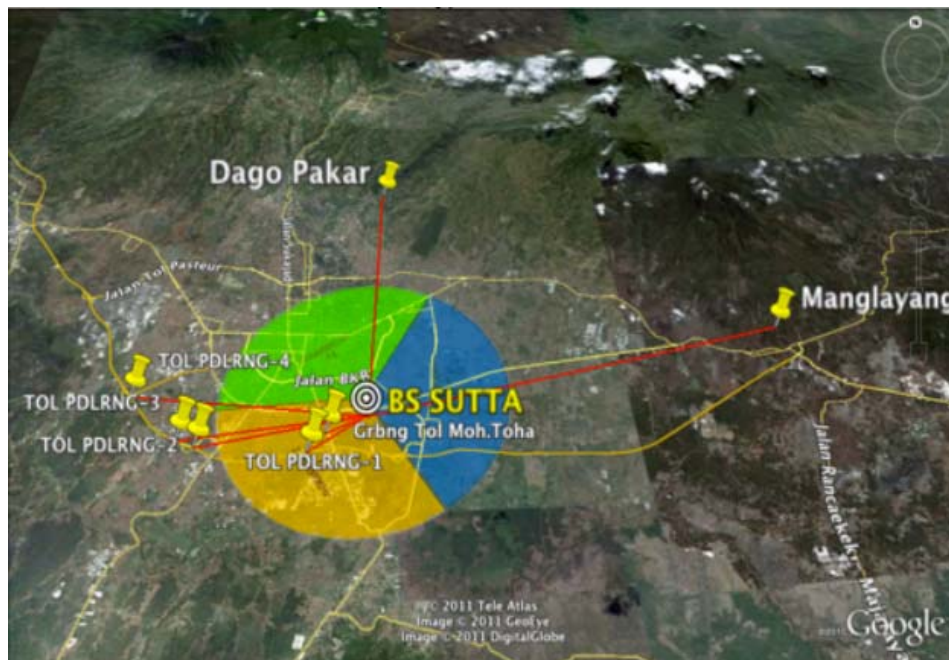 Dago Pakar
Jalan Tol Pasteur
Manglayang
TOL PDLRNG-4
Jalan BKR
TOL PDLRNG-3
BS SUTTA
Grbng Tol Moh.Toha
TOL PDLRNG-2
TOL PDLRNG-1
Jalan Rancaekek
© 2011 Tele Atlas
Image © 2011 GeoEye
Image © 2011 DigitalGlobe
©2011 Google